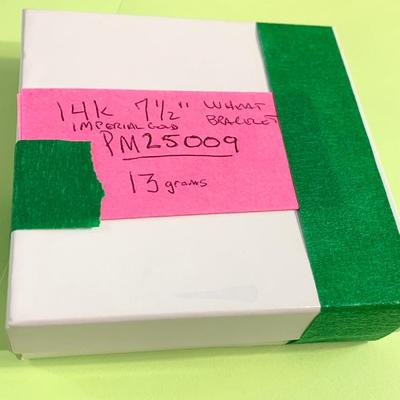 14K 7½" WHEAT
IMPERIAL GOLD BRACELET
PM25009
13 grams